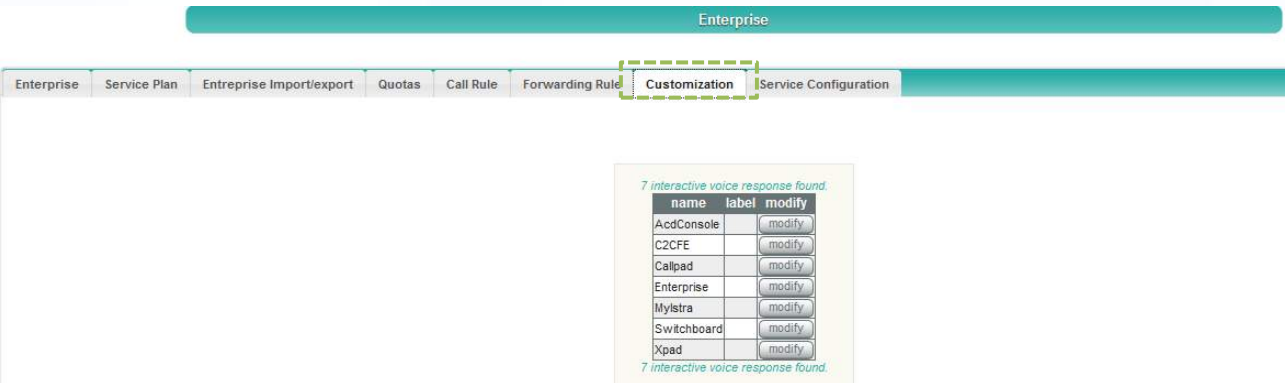 Enterprise
Enterprise Service Plan Entreprise Import/export Quotas Call Rule Forwarding Rule Customization Service Configuration
7 interactive voice response found.
name label modify
AcdConsole modify
C2CFE modify
Callpad modify
Enterprise modify
MyIstra modify
Switchboard modify
Xpad modify
7 interactive voice response found.